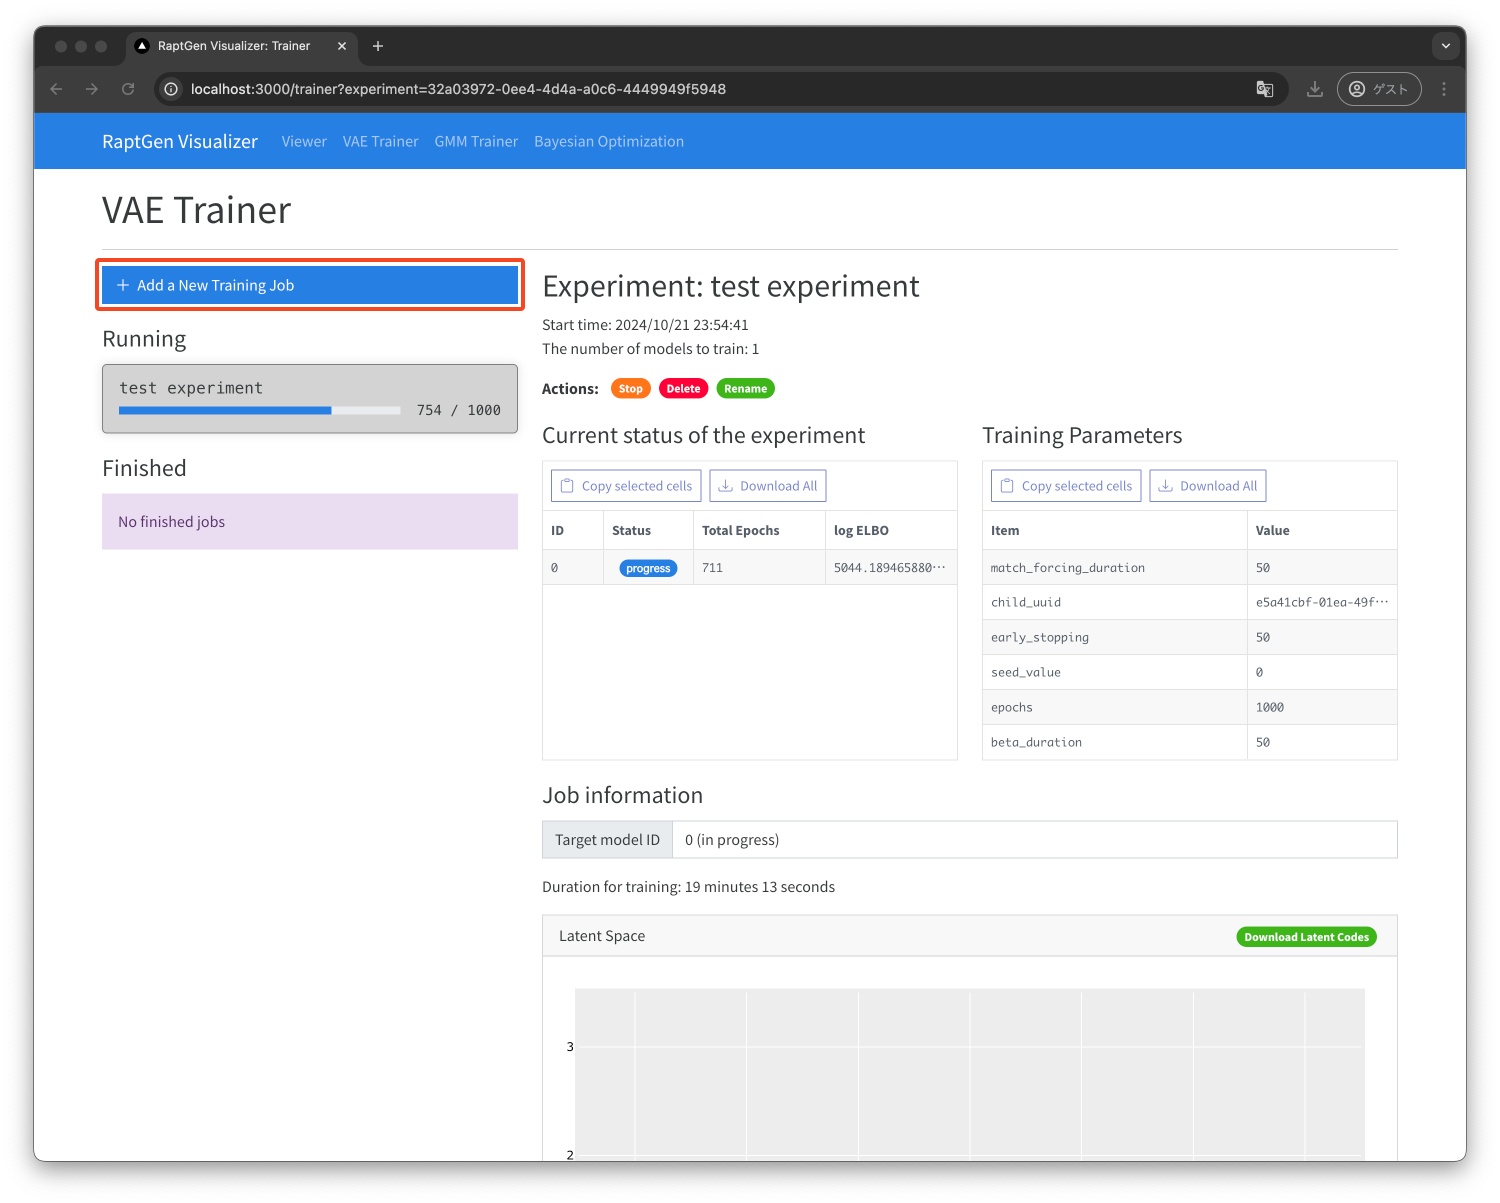 RaptGen Visualizer: Trainer
localhost:3000/trainer?experiment=32a03972-0ee4-4d4a-a0c6-4449949f5948
ゲスト
RaptGen Visualizer Viewer VAE Trainer GMM Trainer Bayesian Optimization
VAE Trainer
+ Add a New Training Job
Running
test experiment
754 / 1000
Finished
No finished jobs
Experiment: test experiment
Start time: 2024/10/21 23:54:41
The number of models to train: 1
Actions: Stop Delete Rename
Current status of the experiment
Copy selected cells Download All
ID Status Total Epochs log ELBO
0 progress 711 5044.189465880···
Training Parameters
Copy selected cells Download All
Item Value
match_forcing_duration 50
child_uuid e5a41cbf-01ea-49f···
early_stopping 50
seed_value 0
epochs 1000
beta_duration 50
Job information
Target model ID 0 (in progress)
Duration for training: 19 minutes 13 seconds
Latent Space Download Latent Codes
3
2